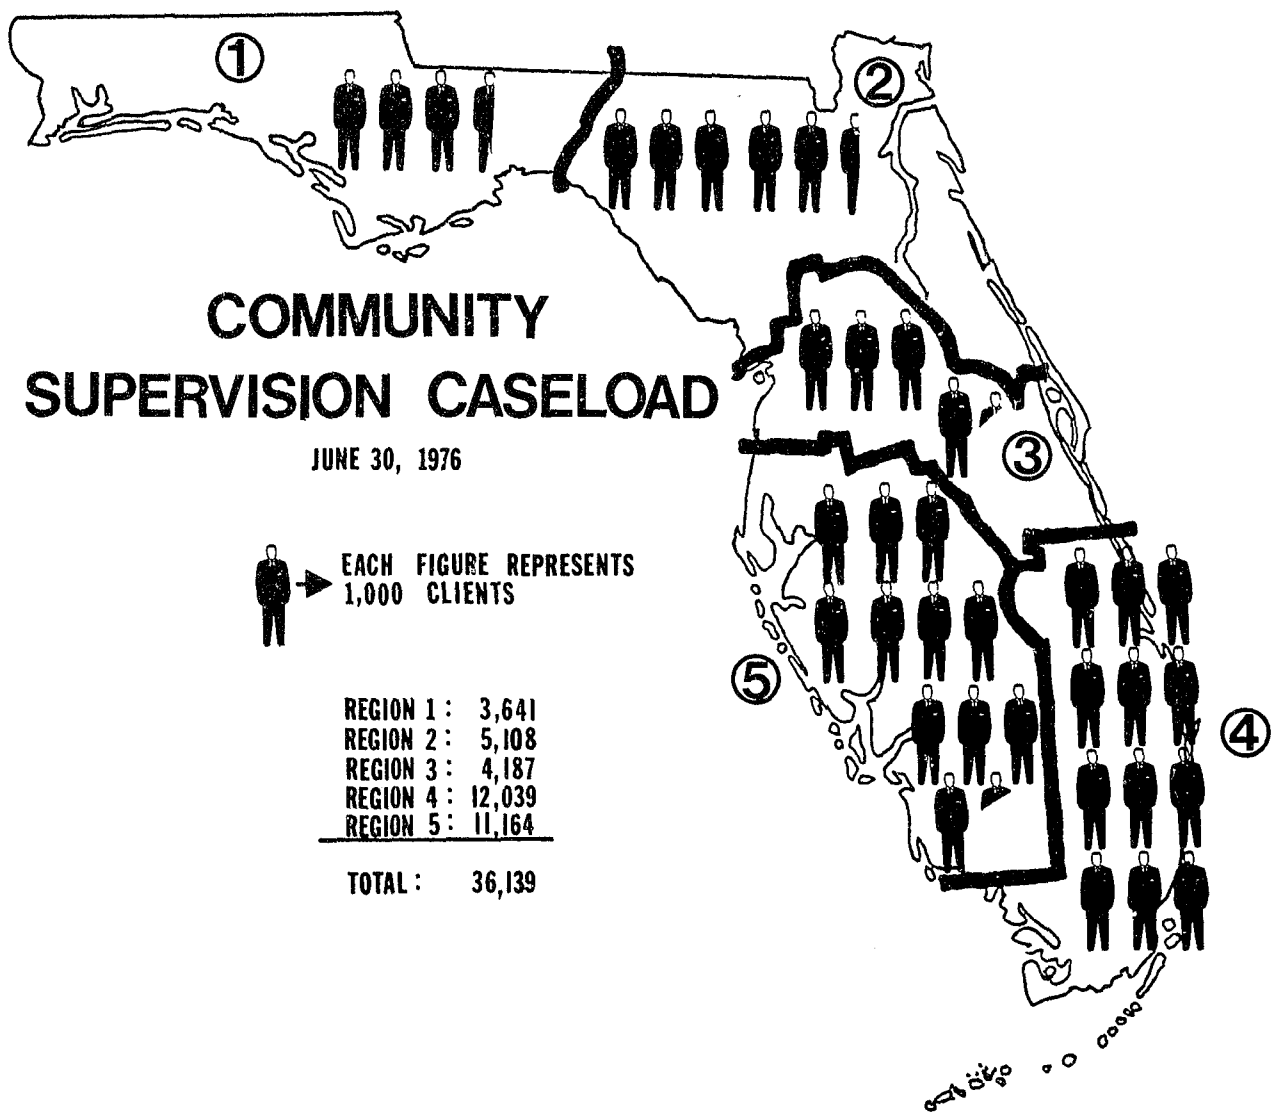 1
2
COMMUNITY
SUPERVISION CASELOAD
JUNE 30, 1976
3
EACH FIGURE REPRESENTS
1,000 CLIENTS
5
4
REGION 1: 3,641
REGION 2: 5,108
REGION 3: 4,187
REGION 4: 12,039
REGION 5: 11,164
TOTAL: 36,139